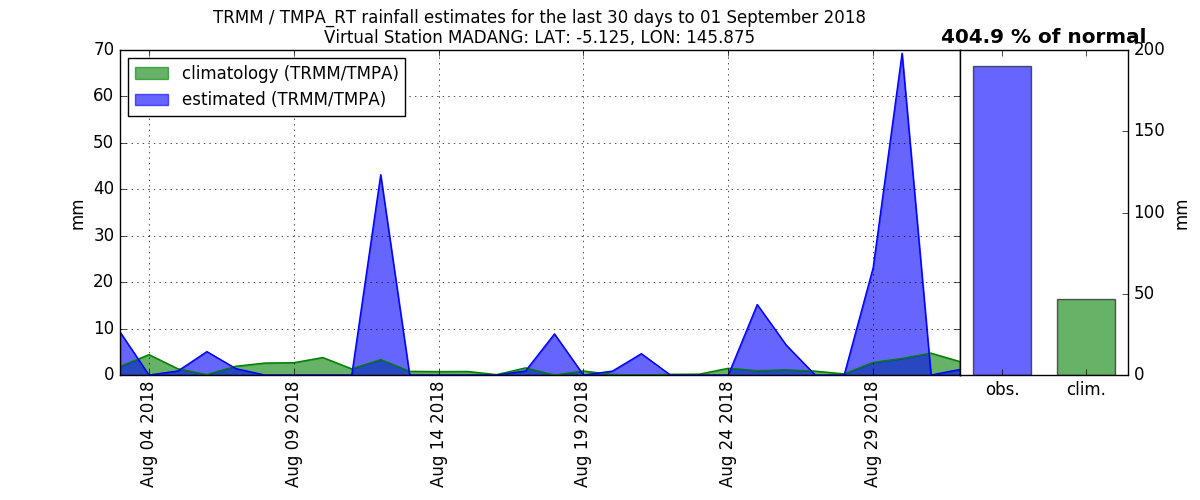 TRMM / TMPA_RT rainfall estimates for the last 30 days to 01 September 2018
Virtual Station MADANG: LAT: -5.125, LON: 145.875
404.9 % of normal
climatology (TRMM/TMPA)
estimated (TRMM/TMPA)
70
60
50
40
30
20
10
0
mm
Aug 04 2018
Aug 09 2018
Aug 14 2018
Aug 19 2018
Aug 24 2018
Aug 29 2018
obs.
clim.
200
150
100
50
0
mm